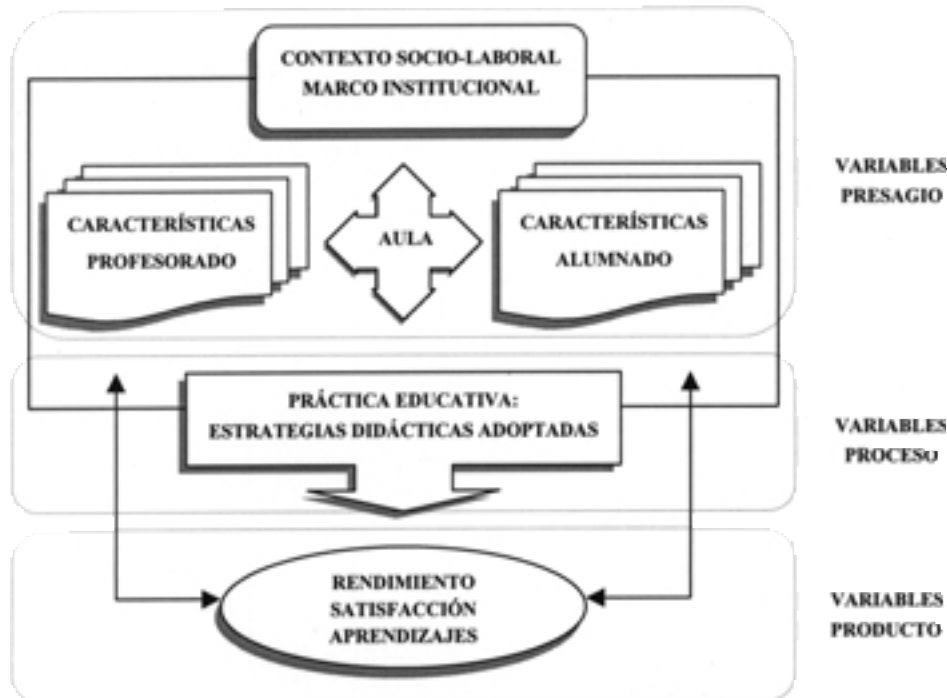 CONTEXTO SOCIO-LABORAL
MARCO INSTITUCIONAL
CARACTERÍSTICAS
PROFESORADO
AULA
CARACTERÍSTICAS
ALUMNADO
VARIABLES
PRESAGIO
PRÁCTICA EDUCATIVA:
ESTRATEGIAS DIDÁCTICAS ADOPTADAS
VARIABLES
PROCESO
RENDIMIENTO
SATISFACCIÓN
APRENDIZAJES
VARIABLES
PRODUCTO